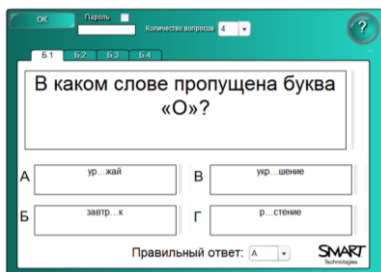 OK
Пароль
Количество вопросов 4
?
Б.1 Б.2 Б.3 Б.4
В каком слове пропущена буква
«О»?
А ур...жай
В укр...шение
Б завтр...к
Г р...стение
Правильный ответ: А
SMART
Technologies